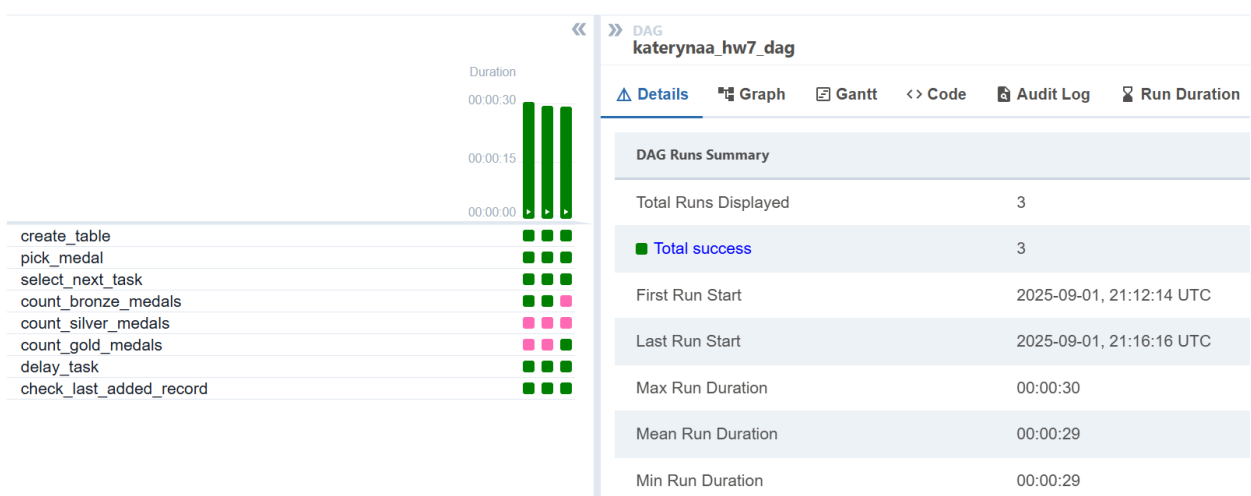 Duration
00:00:30
00:00:15
00:00:00
create_table
pick_medal
select_next_task
count_bronze_medals
count_silver_medals
count_gold_medals
delay_task
check_last_added_record
DAG
katerynaa_hw7_dag
Details Graph Gantt Code Audit Log Run Duration
DAG Runs Summary
Total Runs Displayed 3
Total success 3
First Run Start 2025-09-01, 21:12:14 UTC
Last Run Start 2025-09-01, 21:16:16 UTC
Max Run Duration 00:00:30
Mean Run Duration 00:00:29
Min Run Duration 00:00:29